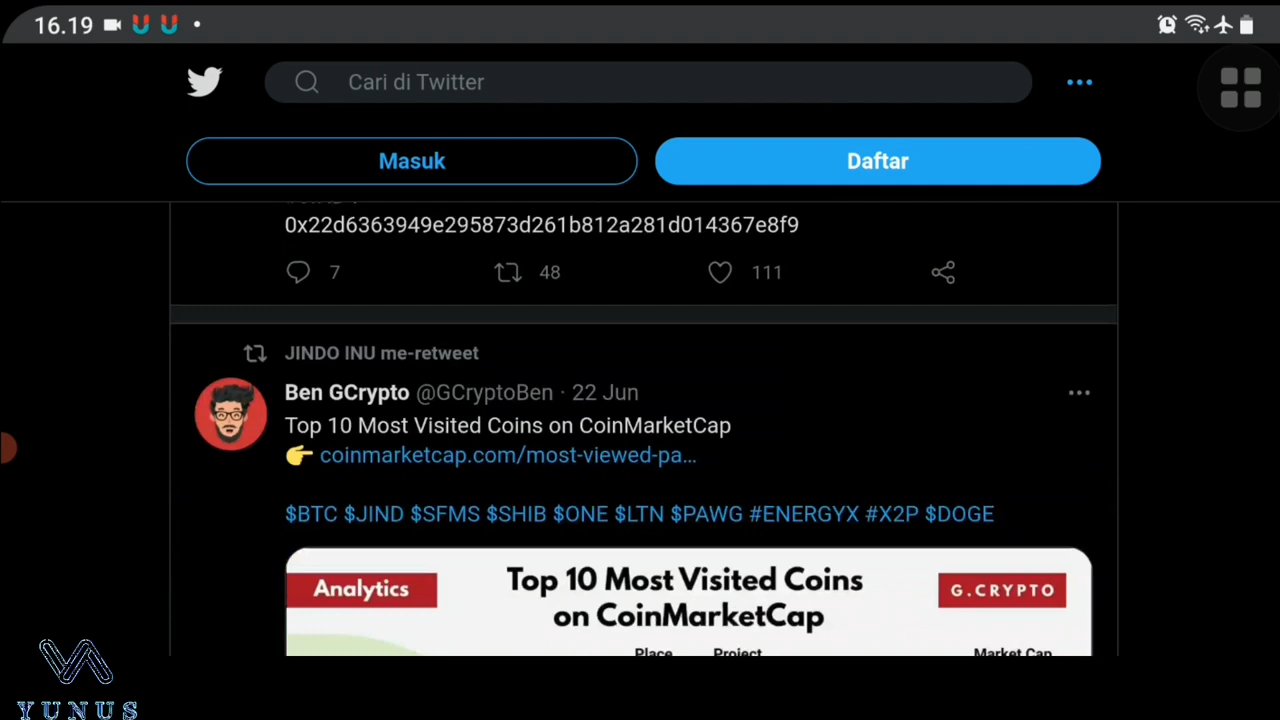 16.19
Cari di Twitter
Masuk
Daftar
0x22d6363949e295873d261b812a281d014367e8f9
7
48
111
JINDO INU me-retweet
Ben GCrypto @GCryptoBen · 22 Jun
Top 10 Most Visited Coins on CoinMarketCap
👉 coinmarketcap.com/most-viewed-pa…
$BTC $JIND $SFMS $SHIB $ONE $LTN $PAWG #ENERGYX #X2P $DOGE
Analytics
Top 10 Most Visited Coins
on CoinMarketCap
G.CRYPTO
Place
Project
Market Cap
YUNUS